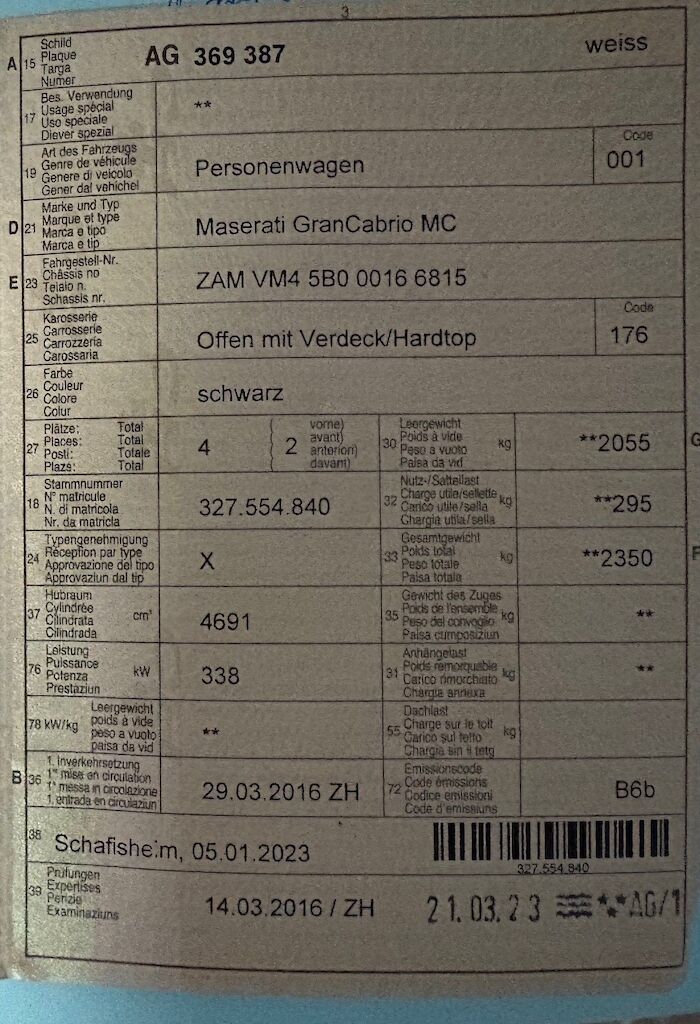 3
A 15 Schild
Plaque
Targa
Numer
AG 369 387 weiss
17 Bes. Verwendung
Usage spécial
Uso speciale
Diever spezial
**
19 Art des Fahrzeugs
Genre de véhicule
Genere di veicolo
Gener dal vehichel
Personenwagen
Code
001
D 21 Marke und Typ
Marque et type
Marca e tipo
Marca e tip
Maserati GranCabrio MC
E 23 Fahrgestell-Nr.
Châssis no
Telaio n.
Schassis nr.
ZAM VM4 5B0 0016 6815
25 Karosserie
Carrosserie
Carrozzeria
Carossaria
Offen mit Verdeck/Hardtop
Code
176
26 Farbe
Couleur
Colore
Colur
schwarz
27 Plätze: Total
Places: Total
Posti: Totale
Plazs: Total
4
2
vorne)
avant)
anteriori)
davant)
30 Leergewicht
Poids à vide
Peso a vuoto
Paisa da vid
kg
**2055
G
18 Stammnummer
N° matricule
N. di matricola
Nr. da matricla
327.554.840
32 Nutz-/Sattellast
Charge utile/sellette
Carico utile/sella
Chargia utila/sella
kg
**295
24 Typengenehmigung
Réception par type
Approvazione del tipo
Approvaziun dal tip
X
33 Gesamtgewicht
Poids total
Peso totale
Paisa totala
kg
**2350
F
37 Hubraum
Cylindrée
Cilindrata
Cilindrada
cm³
4691
35 Gewicht des Zuges
Poids de l'ensemble
Peso del convoglio
Paisa cumposiziun
kg
**
76 Leistung
Puissance
Potenza
Prestaziun
kW
338
31 Anhängelast
Poids remorquable
Carico rimorchiato
Chargia annexa
kg
**
78 kW/kg
Leergewicht
poids à vide
peso a vuoto
paisa da vid
**
55 Dachlast
Charge sur le toit
Carico sul tetto
Chargia sin il tetg
kg
B 36 1. Inverkehrsetzung
1re mise en circulation
1a messa in circolazione
1. entrada en circulaziun
29.03.2016 ZH
72 Emissionscode
Code émissions
Codice emissioni
Code d'emissiuns
B6b
38
Schafisheim, 05.01.2023
327.554.840
39 Prüfungen
Expertises
Perizie
Examinaziuns
14.03.2016 / ZH
21.03.23 **AG/1